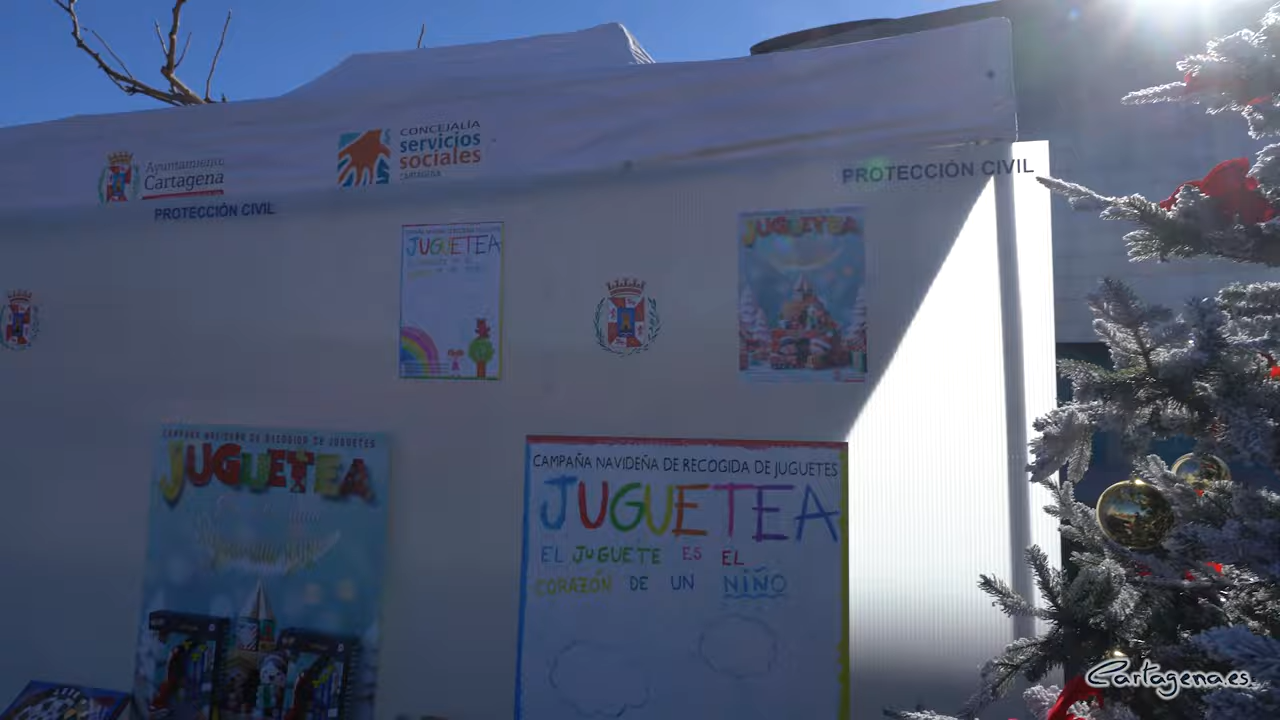 CONCEJALÍA
servicios
sociales
CARTAGENA
Ayuntamiento
Cartagena
PROTECCIÓN CIVIL
PROTECCIÓN CIVIL
JUGUETEA
JUGUETEA
CAMPAÑA NAVIDEÑA DE RECOGIDA DE JUGUETES
JUGUETEA
CAMPAÑA NAVIDEÑA DE RECOGIDA DE JUGUETES
JUGUETEA
EL JUGUETE ES EL
CORAZÓN DE UN NIÑO
Cartagena.es